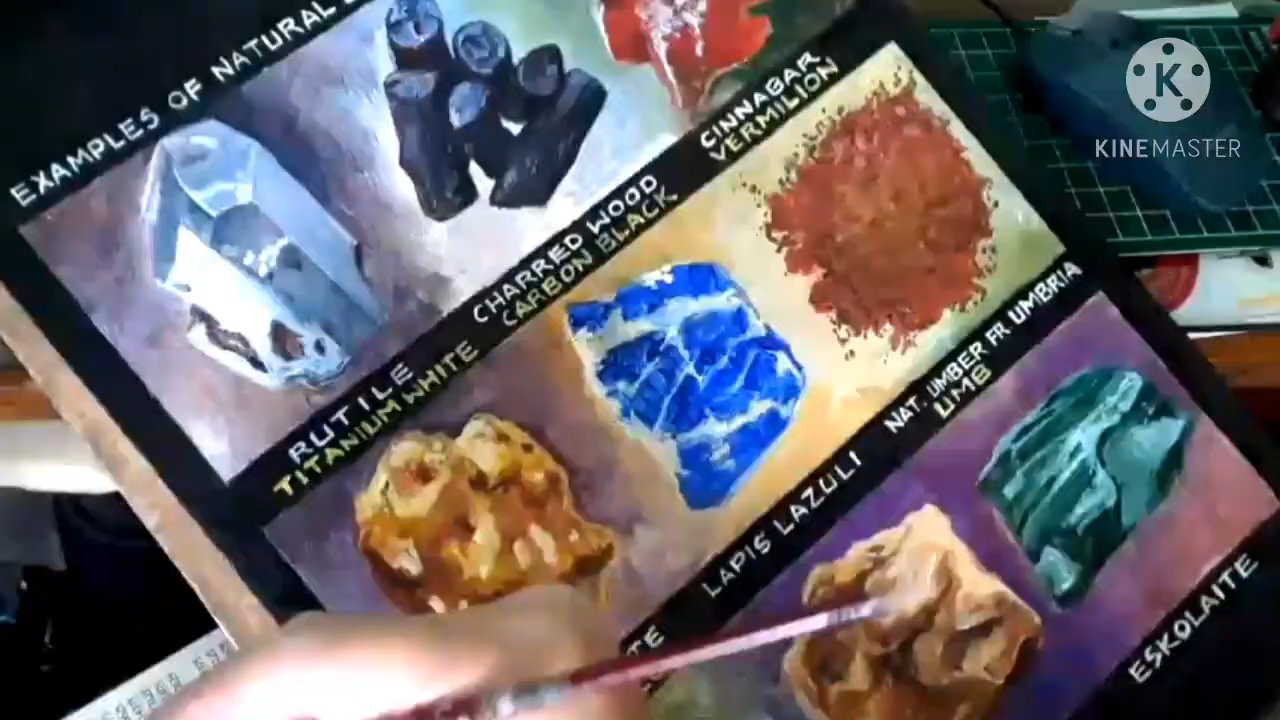 EXAMPLES OF NATURAL
CINNABAR
VERMILION
CHARRED WOOD
CARBON BLACK
RUTILE
TITANIUM WHITE
NAT. UMBER FR UMBRIA
UMB
LAPIS LAZULI
ESKOLAITE
K
KINEMASTER